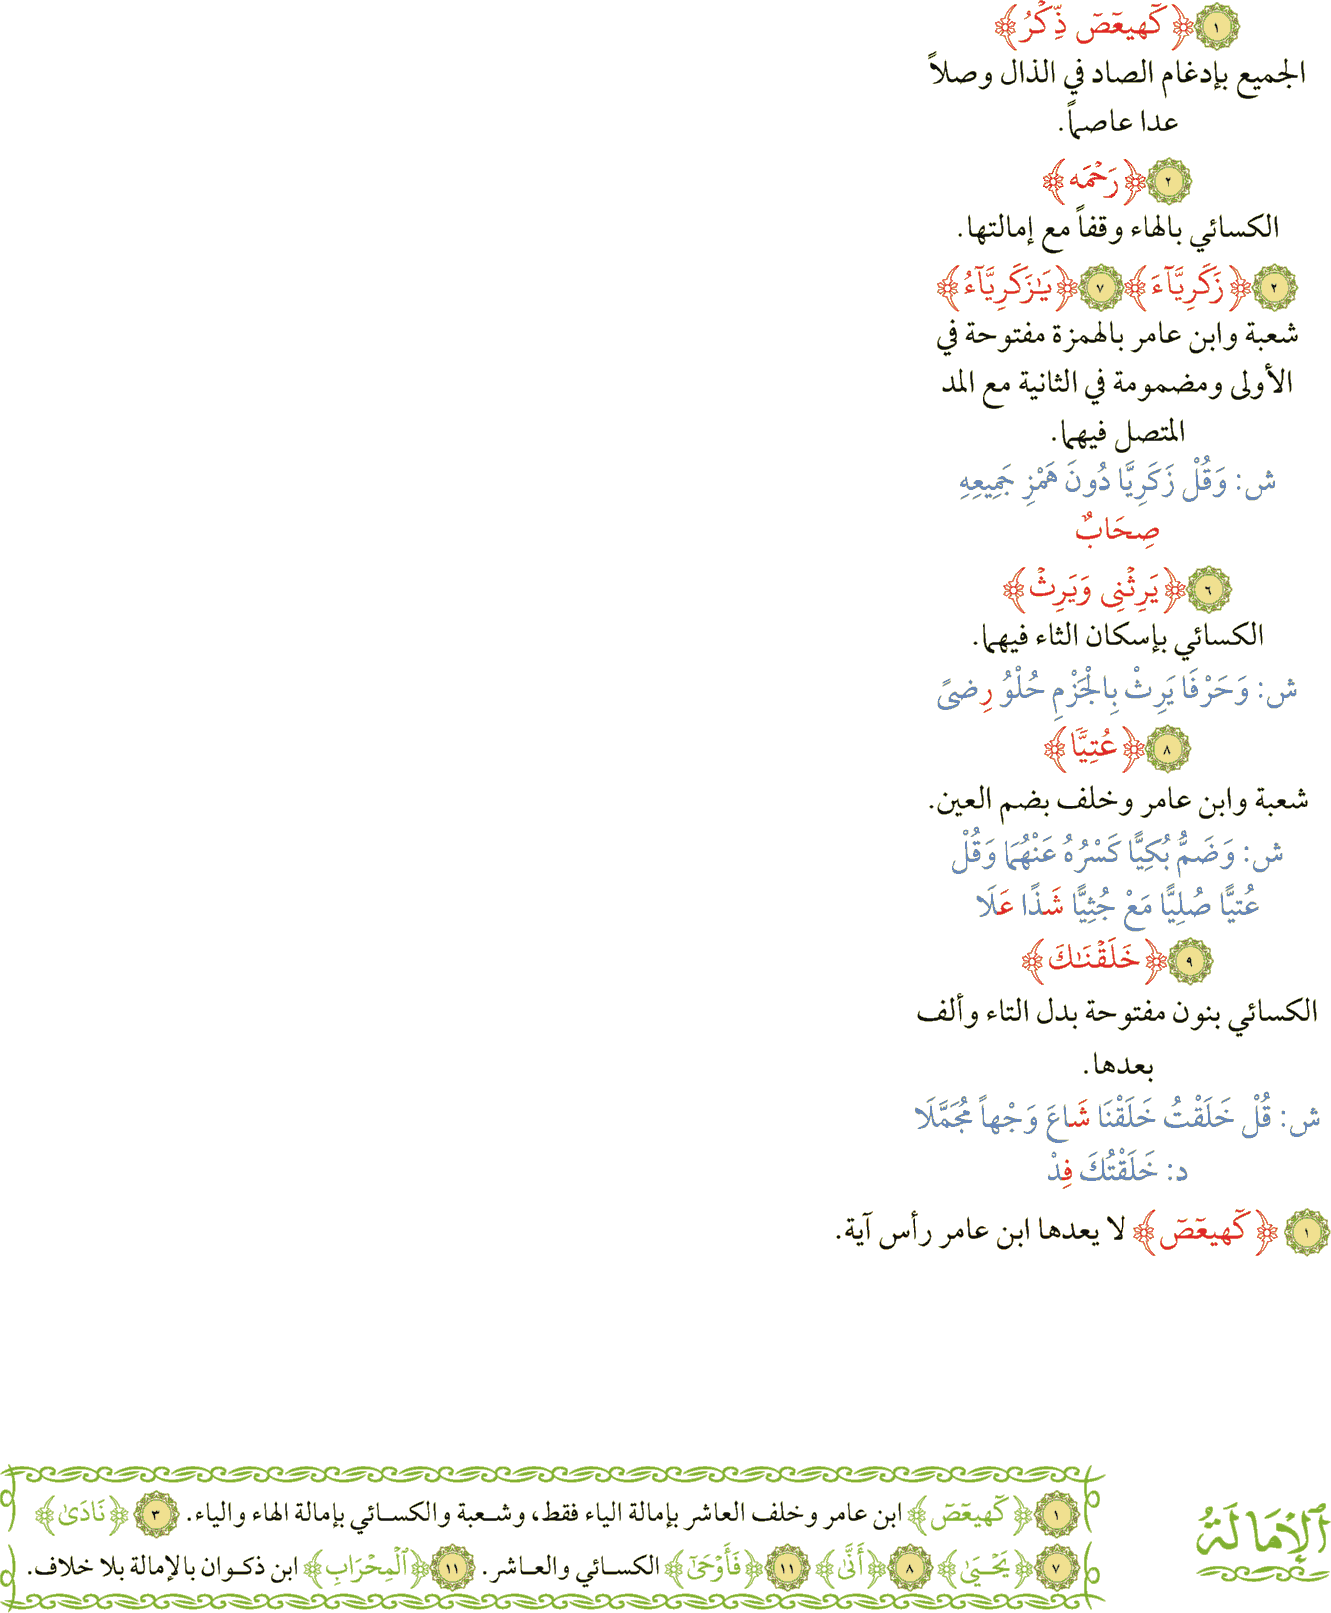 ١ ﴿كٓهيعٓصٓ ذِّكۡرُ﴾
الجميع بإدغام الصاد في الذال وصلاً
عدا عاصماً.
٢ ﴿رَحۡمَه﴾
الكسائي بالهاء وقفاً مع إمالتها.
٢ ﴿زَكَرِيَّآءَ﴾ ٧ ﴿يَٰزَكَرِيَّآءُ﴾
شعبة وابن عامر بالهمزة مفتوحة في
الأولى ومضمومة في الثانية مع المد
المتصل فيهما.
ش: وَقُلْ زَكَرِيَّا دُونَ هَمْزِ جَمِيعِهِ
صِحَابٌ
٦ ﴿يَرِثۡنِى وَيَرِثۡ﴾
الكسائي بإسكان الثاء فيهما.
ش: وَحَرْفَا يَرِثْ بِالْجَزْمِ حُلْوُ رِضىً
٨ ﴿عُتِيّٗا﴾
شعبة وابن عامر وخلف بضم العين.
ش: وَضَمُّ بُكِيًّا كَسْرُهُ عَنْهُمَا وَقُلْ
عُتيًّا صُلِيًّا مَعْ جُثِيًّا شَذًا عَلَا
٩ ﴿خَلَقۡنَٰكَ﴾
الكسائي بنون مفتوحة بدل التاء وألف
بعدها.
ش: قُلْ خَلَقْتُ خَلَقْنَا شَاعَ وَجْهاً مُجَمَّلَا
د: خَلَقْتُكَ فِدْ
١ ﴿كٓهيعٓصٓ﴾ لا يعدها ابن عامر رأس آية.
ٱلْإِمَالَةُ
١ ﴿كٓهيعٓصٓ﴾ ابن عامر وخلف العاشر بإمالة الياء فقط، وشعبة والكسائي بإمالة الهاء والياء. ٣ ﴿نَادَىٰ﴾
٧ ﴿يَحۡيَىٰ﴾ ٨ ﴿أَنَّىٰ﴾ ١١ ﴿فَأَوۡحَىٰٓ﴾ الكسائي والعاشر. ١١ ﴿ٱلۡمِحۡرَابِ﴾ ابن ذكوان بالإمالة بلا خلاف.